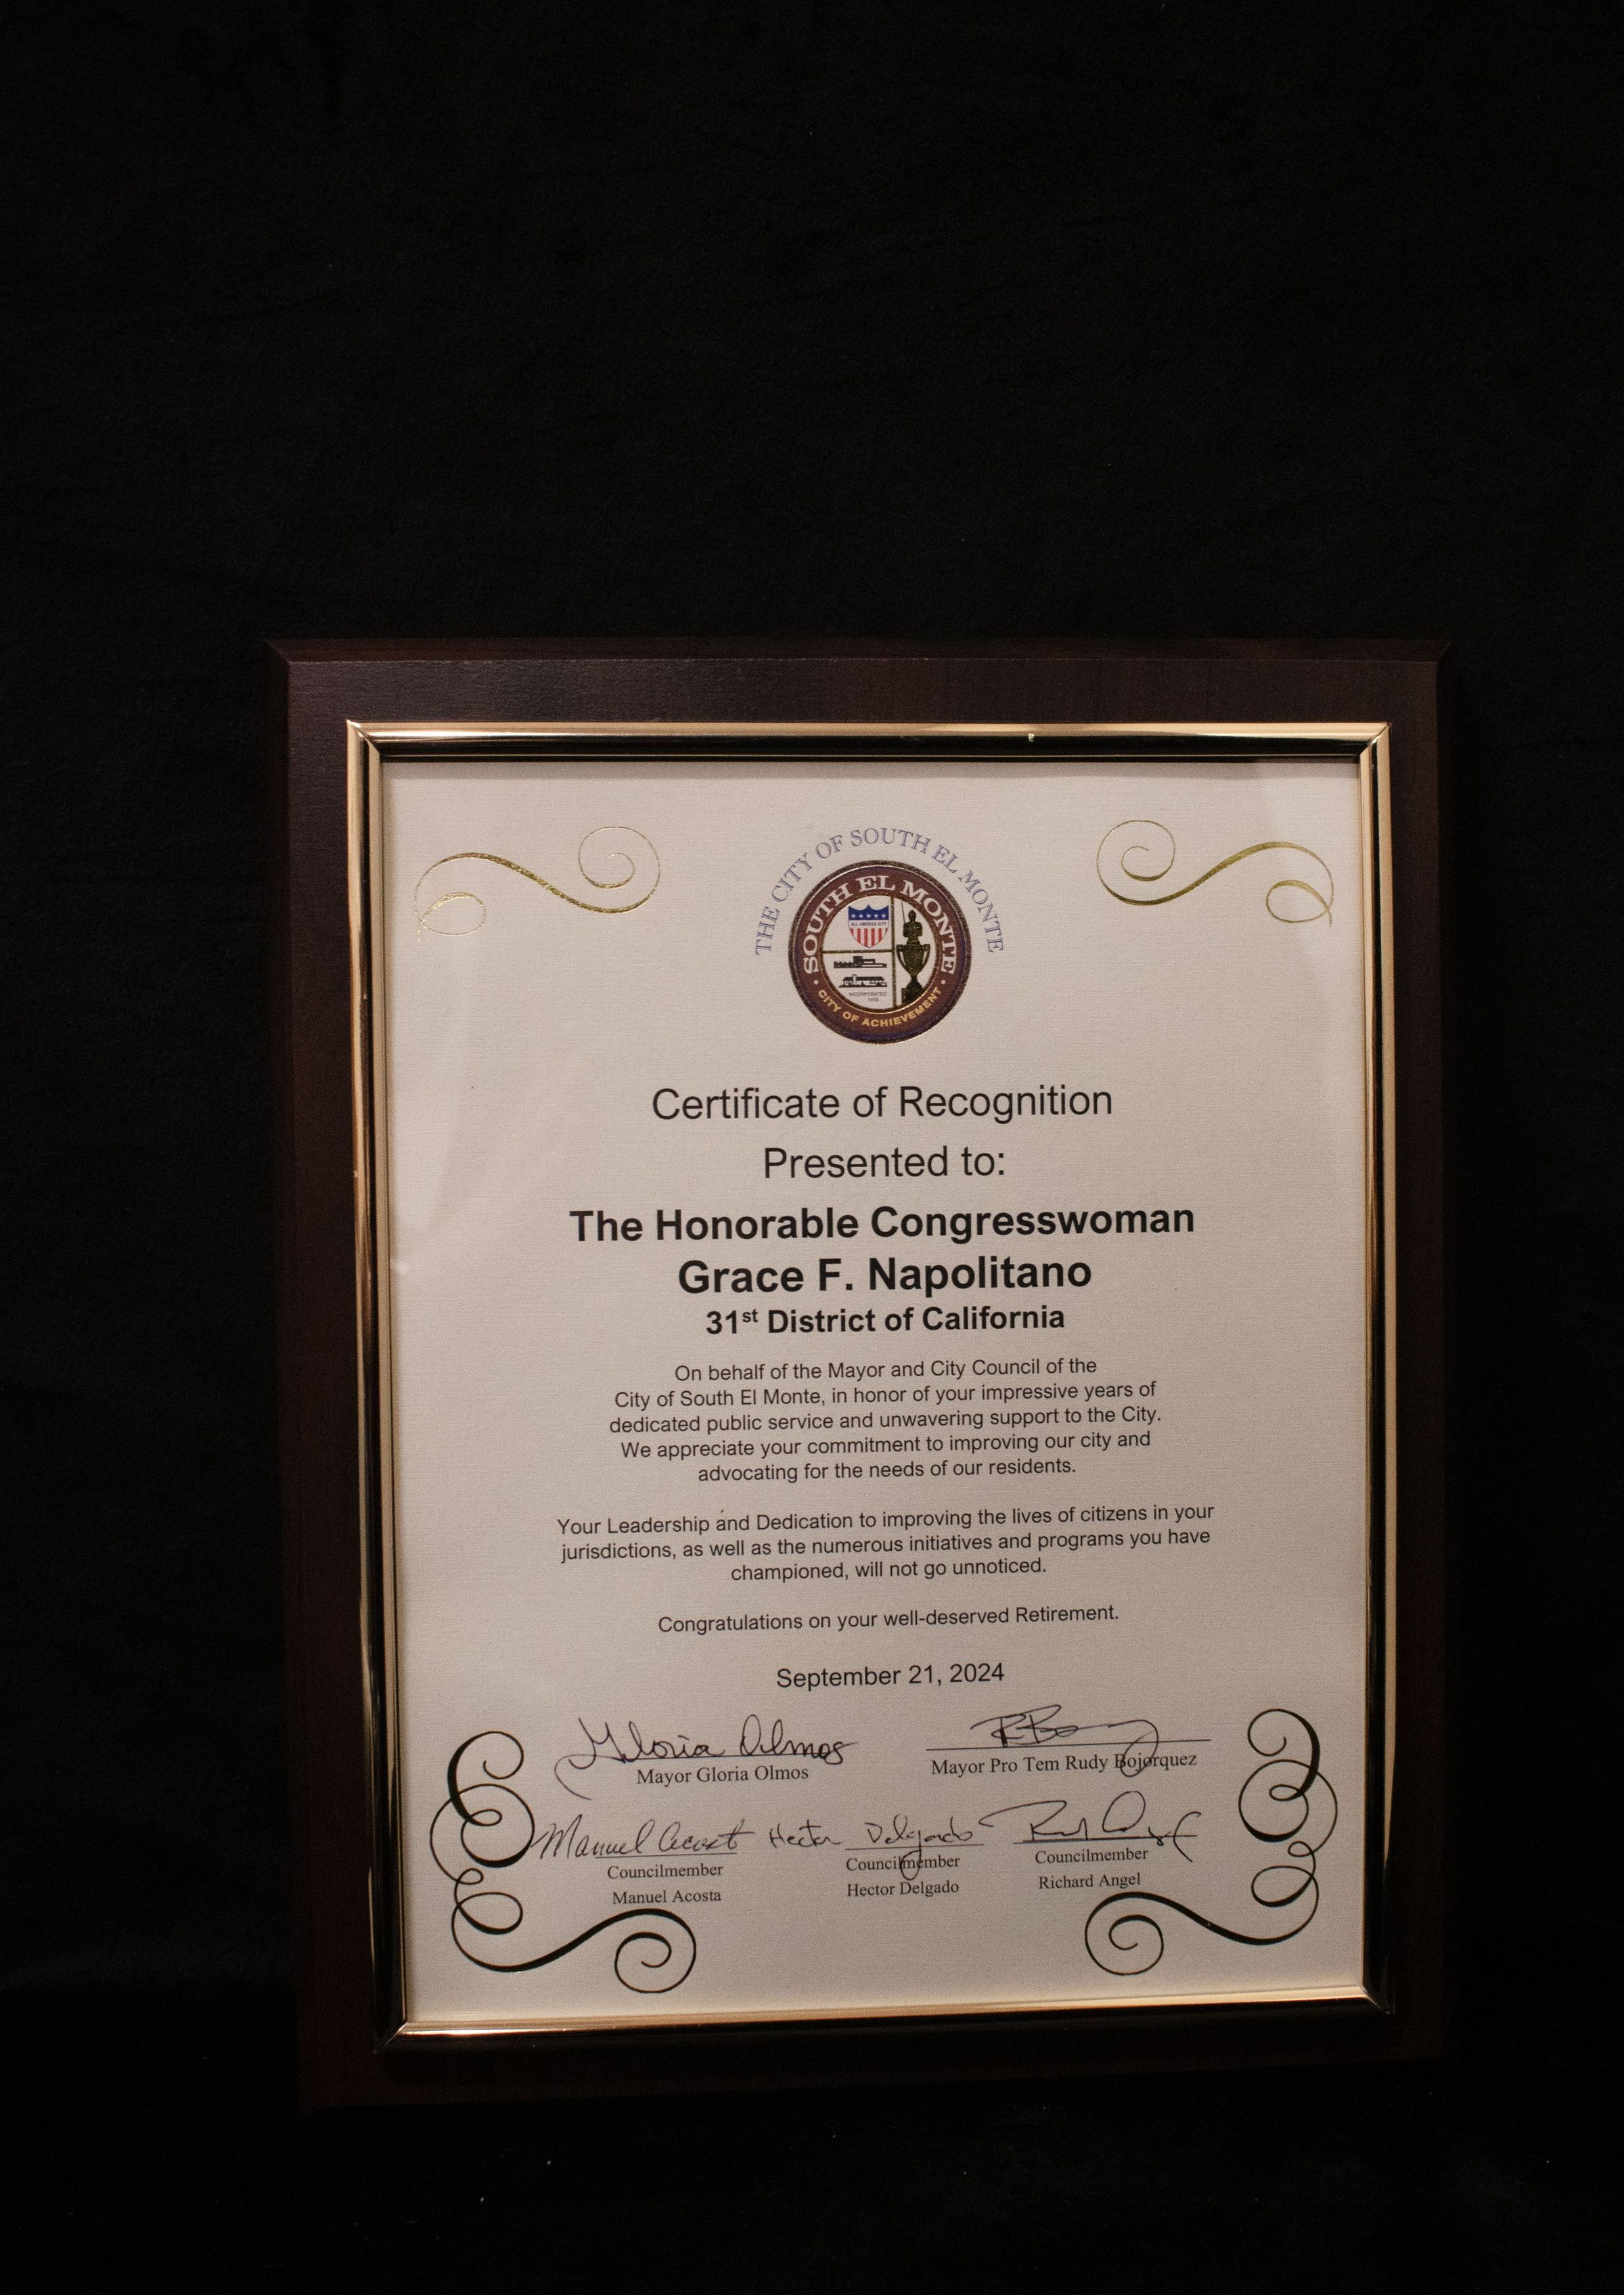 THE CITY OF SOUTH EL MONTE
SOUTH EL MONTE
ALL AMERICA CITY
INCORPORATED
1958
• CITY OF ACHIEVEMENT •
Certificate of Recognition
Presented to:
The Honorable Congresswoman
Grace F. Napolitano
31st District of California
On behalf of the Mayor and City Council of the
City of South El Monte, in honor of your impressive years of
dedicated public service and unwavering support to the City.
We appreciate your commitment to improving our city and
advocating for the needs of our residents.
Your Leadership and Dedication to improving the lives of citizens in your
jurisdictions, as well as the numerous initiatives and programs you have
championed, will not go unnoticed.
Congratulations on your well-deserved Retirement.
September 21, 2024
Gloria Olmos
Mayor Gloria Olmos
Mayor Pro Tem Rudy Bojorquez
Manuel Acosta
Hector Delgado
Councilmember
Manuel Acosta
Councilmember
Hector Delgado
Councilmember
Richard Angel